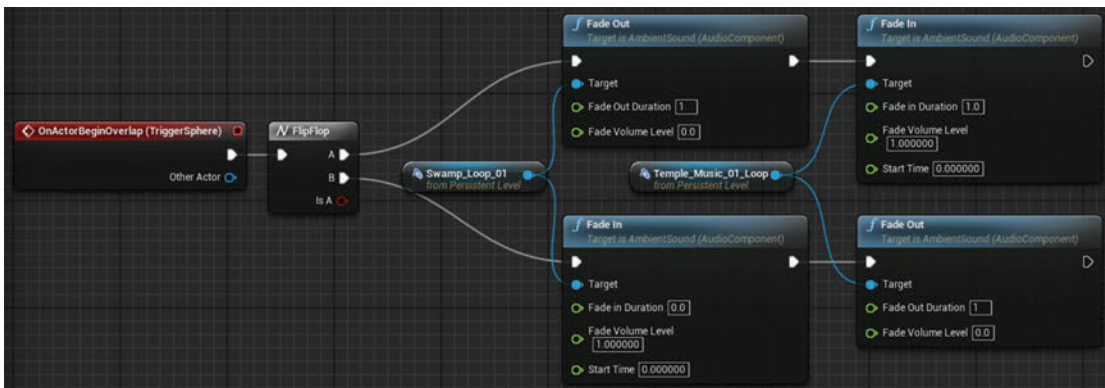 OnActorBeginOverlap (TriggerSphere)
Other Actor
FlipFlop
A
B
Is A
Swamp_Loop_01
from Persistent Level
Temple_Music_01_Loop
from Persistent Level
f Fade Out
Target is AmbientSound (AudioComponent)
Target
Fade Out Duration 1
Fade Volume Level 0.0
f Fade In
Target is AmbientSound (AudioComponent)
Target
Fade in Duration 1.0
Fade Volume Level
1.000000
Start Time 0.000000
f Fade In
Target is AmbientSound (AudioComponent)
Target
Fade in Duration 0.0
Fade Volume Level
1.000000
Start Time 0.000000
f Fade Out
Target is AmbientSound (AudioComponent)
Target
Fade Out Duration 1
Fade Volume Level 0.0